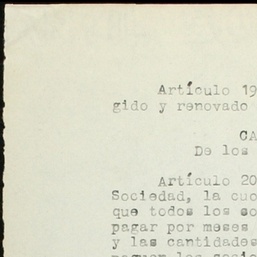 Artículo 19
gido y renovado
CA
De los
Artículo 20
Sociedad, la cuo
que todos los so
pagar por meses
y las cantidades